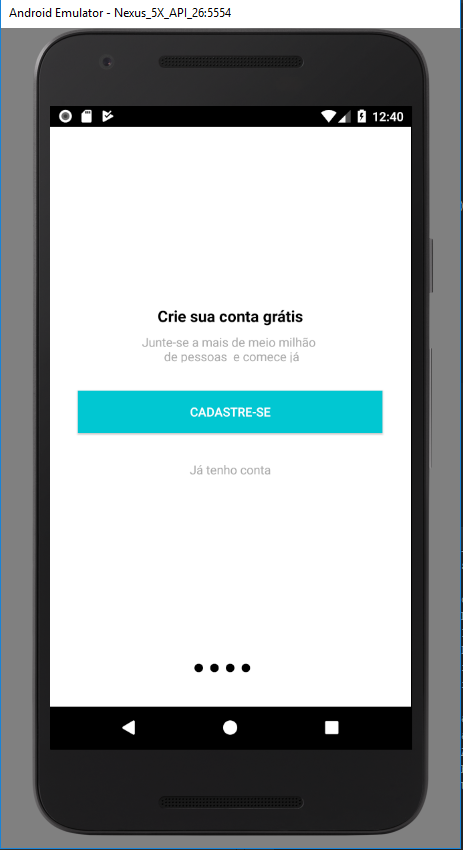 Android Emulator - Nexus_5X_API_26:5554
12:40
Crie sua conta grátis
Junte-se a mais de meio milhão
de pessoas  e comece já
CADASTRE-SE
Já tenho conta